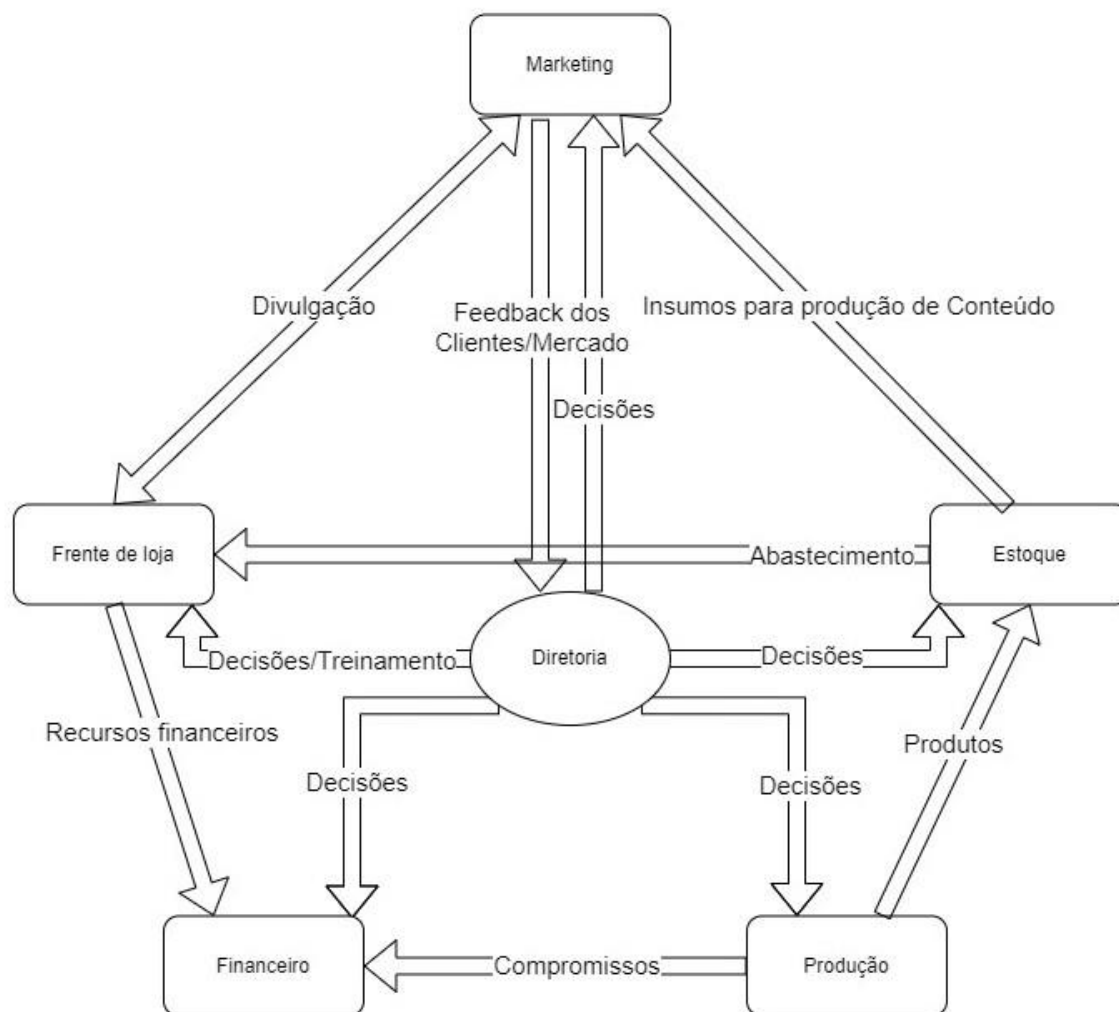 Marketing
Divulgação
Feedback dos
Clientes/Mercado
Insumos para produção de Conteúdo
Decisões
Frente de loja
Abastecimento
Estoque
Decisões/Treinamento
Diretoria
Decisões
Recursos financeiros
Produtos
Decisões
Decisões
Financeiro
Compromissos
Produção